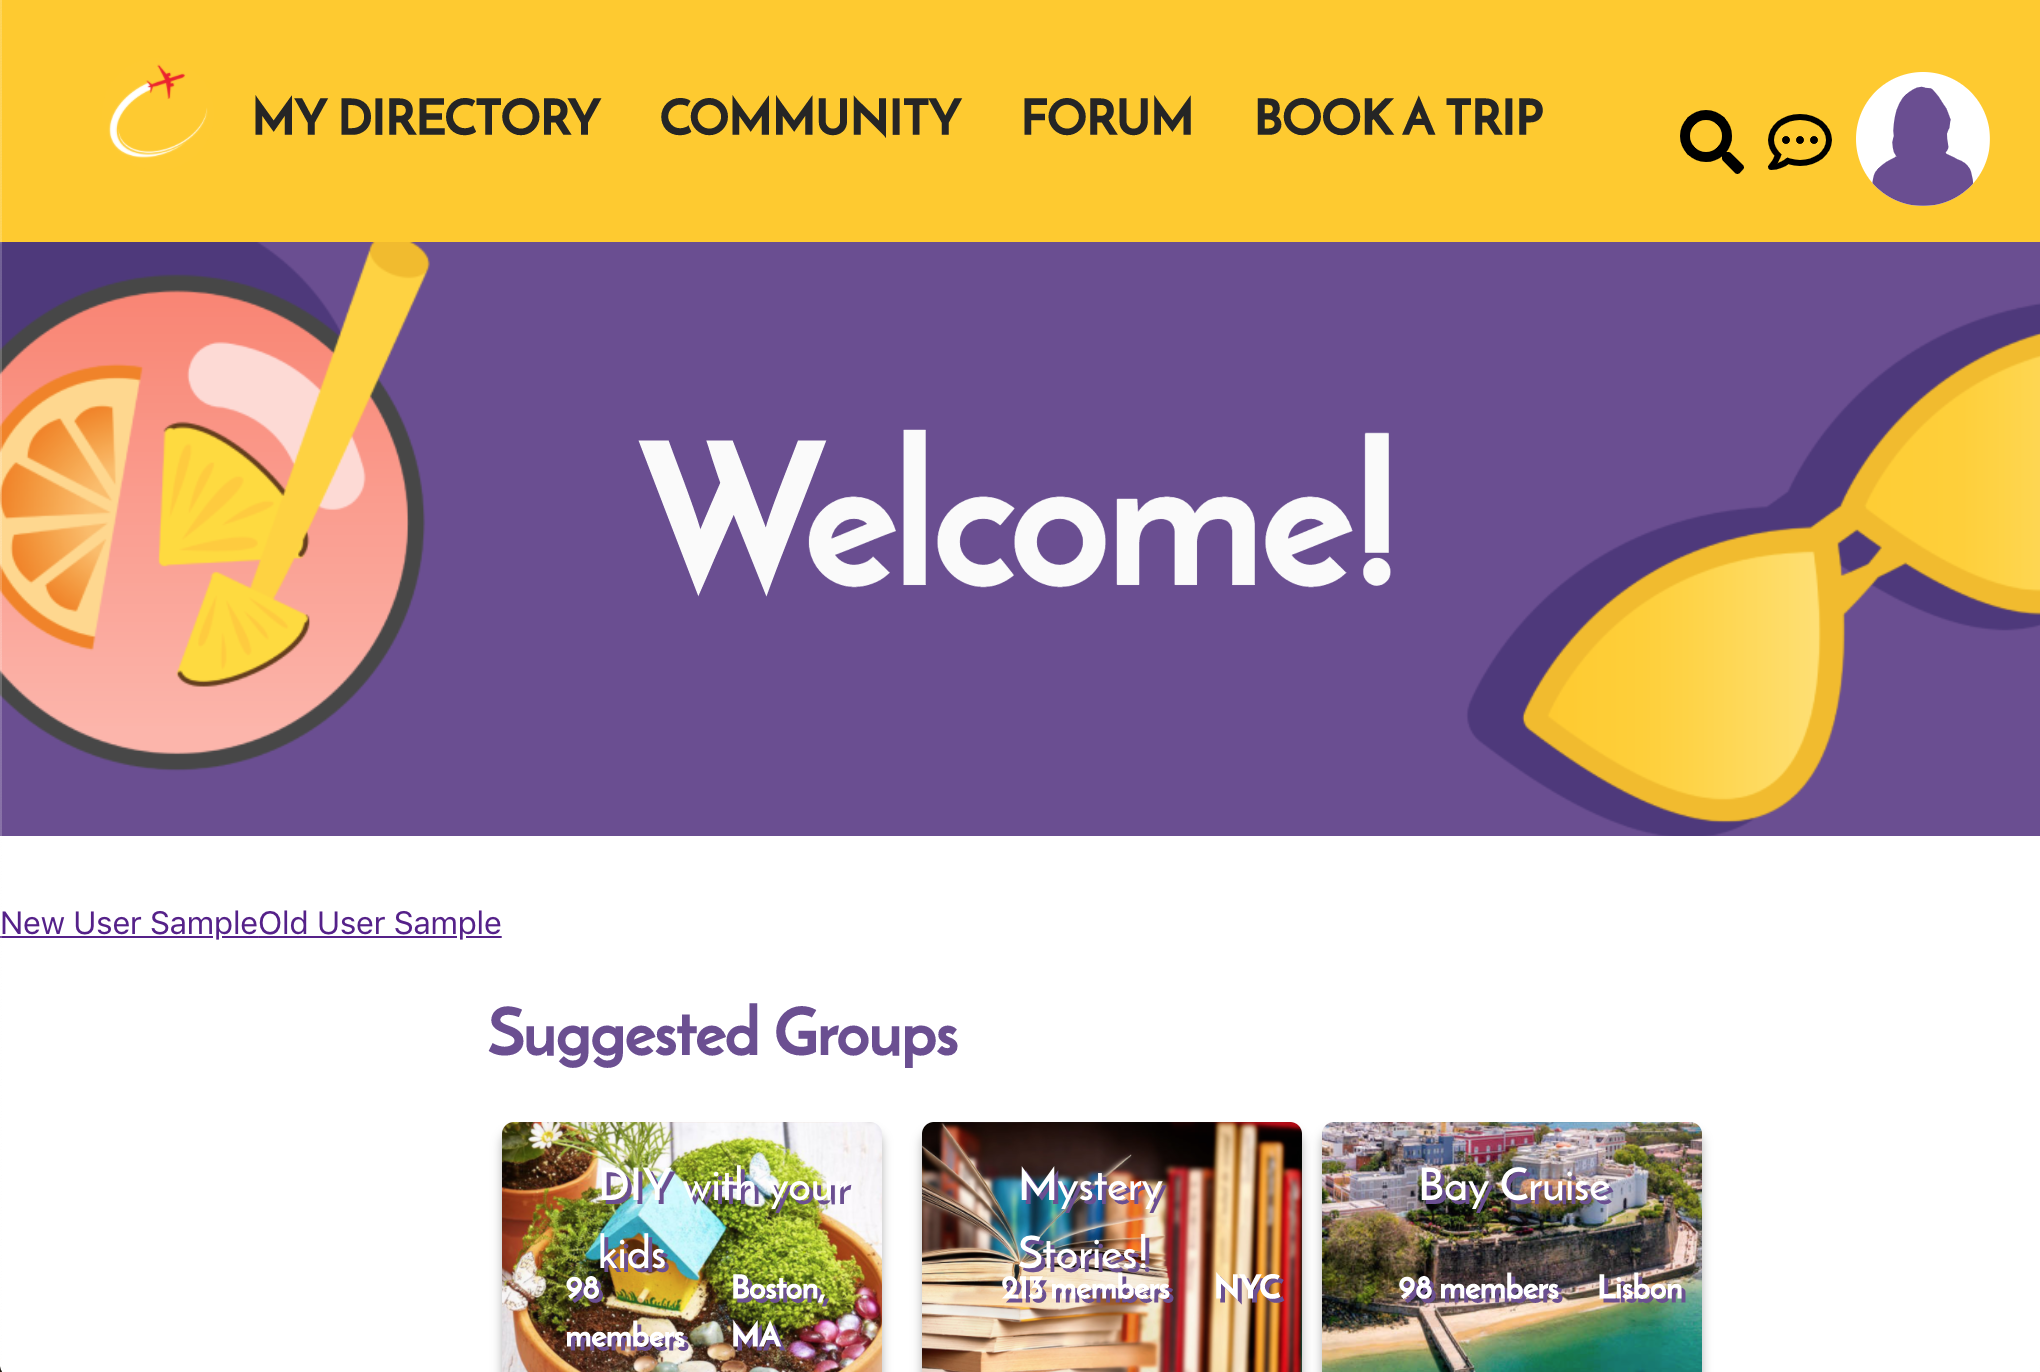 MY DIRECTORY COMMUNITY FORUM BOOK A TRIP
Welcome!
New User SampleOld User Sample
Suggested Groups
DIY with your
kids
98
members
Boston,
MA
Mystery
Stories!
213 members NYC
Bay Cruise
98 members Lisbon